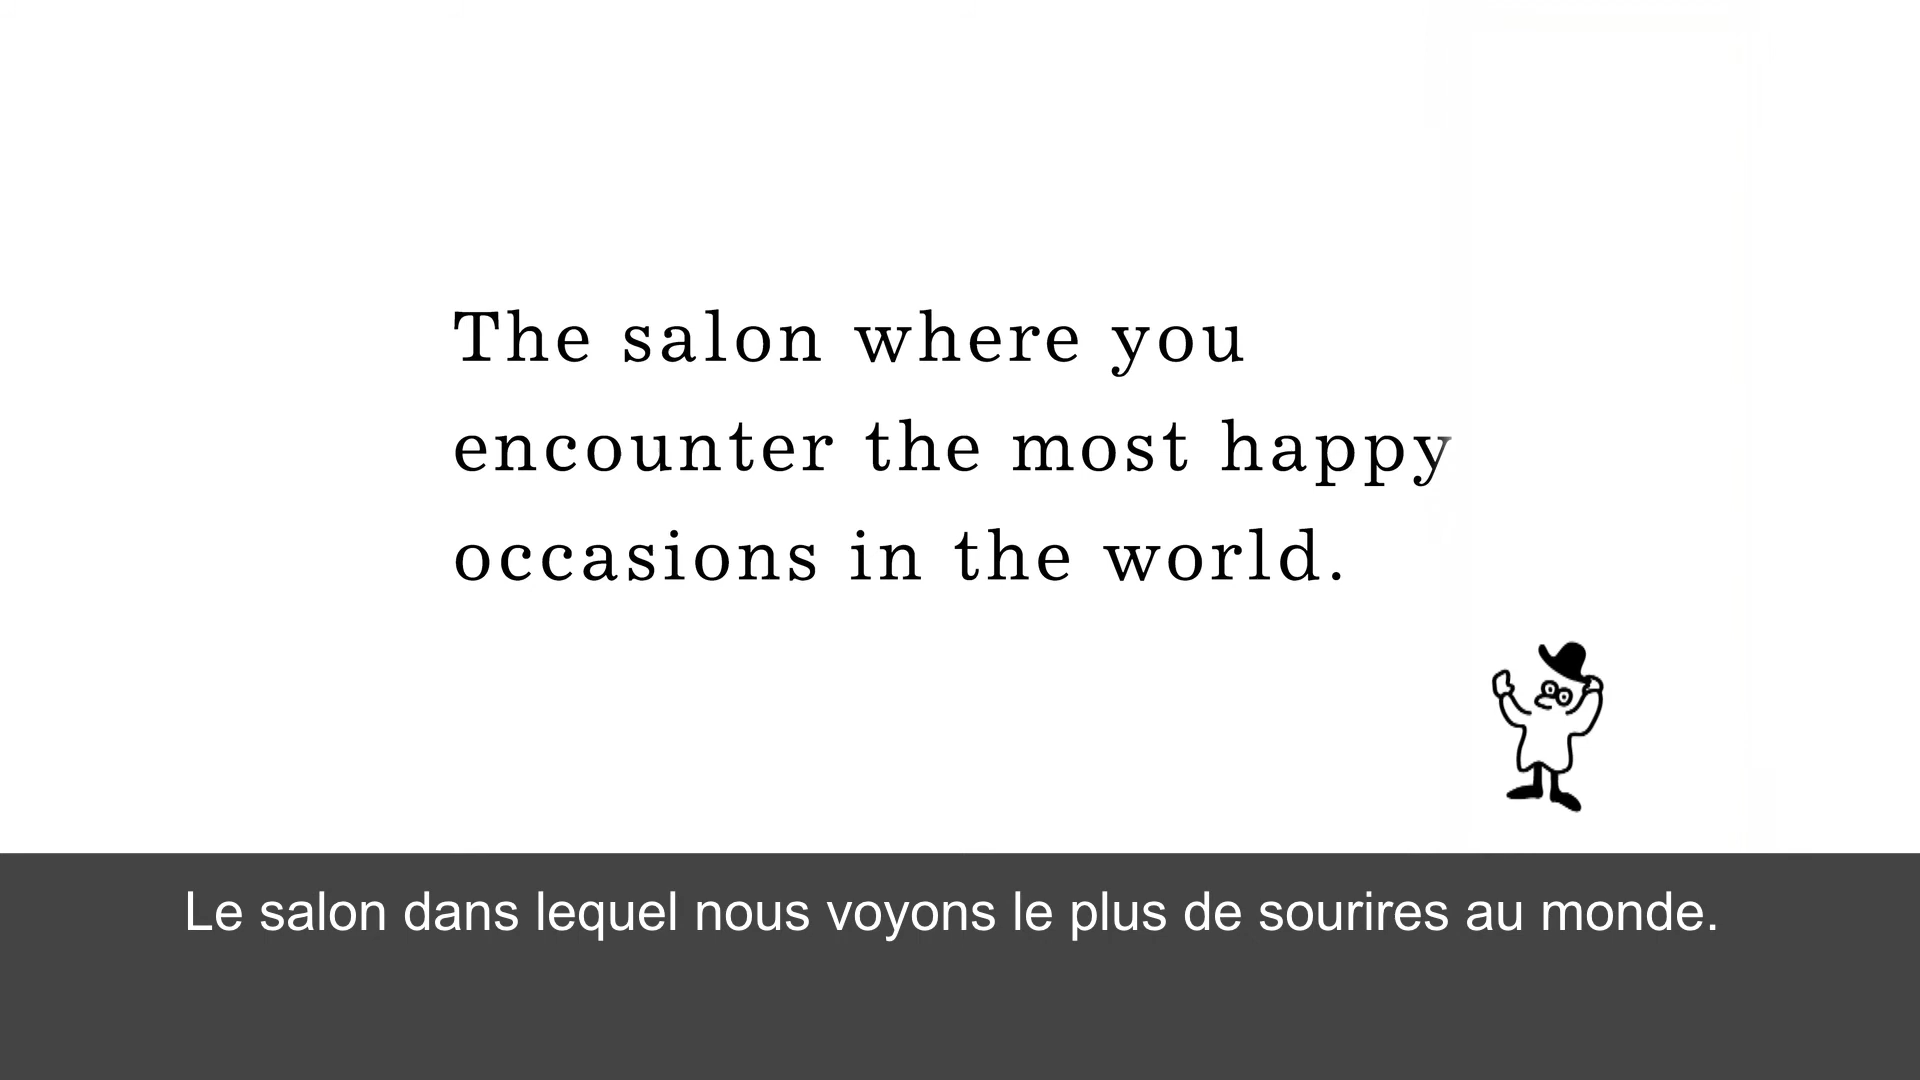 The salon where you
encounter the most happy
occasions in the world.
Le salon dans lequel nous voyons le plus de sourires au monde.